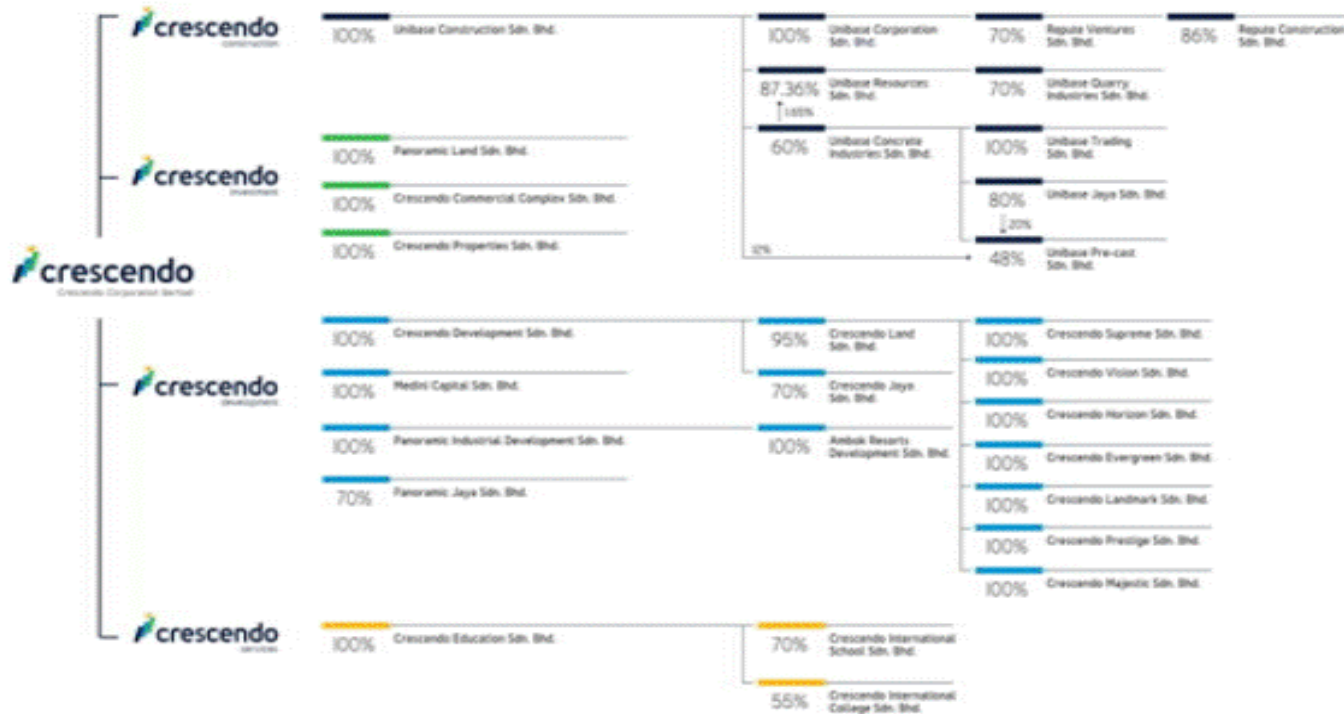 crescendo
construction
100% Unibase Construction Sdn. Bhd.
100% Unibase Corporation
Sdn. Bhd.
70% Repute Ventures
Sdn. Bhd.
86% Repute Construction
Sdn. Bhd.
87.36% Unibase Resources
Sdn. Bhd.
1.65%
70% Unibase Quarry
Industries Sdn. Bhd.
60% Unibase Concrete
Industries Sdn. Bhd.
100% Unibase Trading
Sdn. Bhd.
80% Unibase Jaya Sdn. Bhd.
20%
12%
48% Unibase Pre-cast
Sdn. Bhd.
crescendo
investment
100% Panoramic Land Sdn. Bhd.
100% Crescendo Commercial Complex Sdn. Bhd.
100% Crescendo Properties Sdn. Bhd.
crescendo
Crescendo Corporation Berhad
crescendo
development
100% Crescendo Development Sdn. Bhd.
95% Crescendo Land
Sdn. Bhd.
100% Crescendo Supreme Sdn. Bhd.
100% Crescendo Vision Sdn. Bhd.
100% Crescendo Horizon Sdn. Bhd.
100% Crescendo Evergreen Sdn. Bhd.
100% Crescendo Landmark Sdn. Bhd.
100% Crescendo Prestige Sdn. Bhd.
100% Crescendo Majestic Sdn. Bhd.
70% Crescendo Jaya
Sdn. Bhd.
100% Medini Capital Sdn. Bhd.
100% Panoramic Industrial Development Sdn. Bhd.
100% Ambok Resorts
Development Sdn. Bhd.
70% Panoramic Jaya Sdn. Bhd.
crescendo
services
100% Crescendo Education Sdn. Bhd.
70% Crescendo International
School Sdn. Bhd.
55% Crescendo International
College Sdn. Bhd.